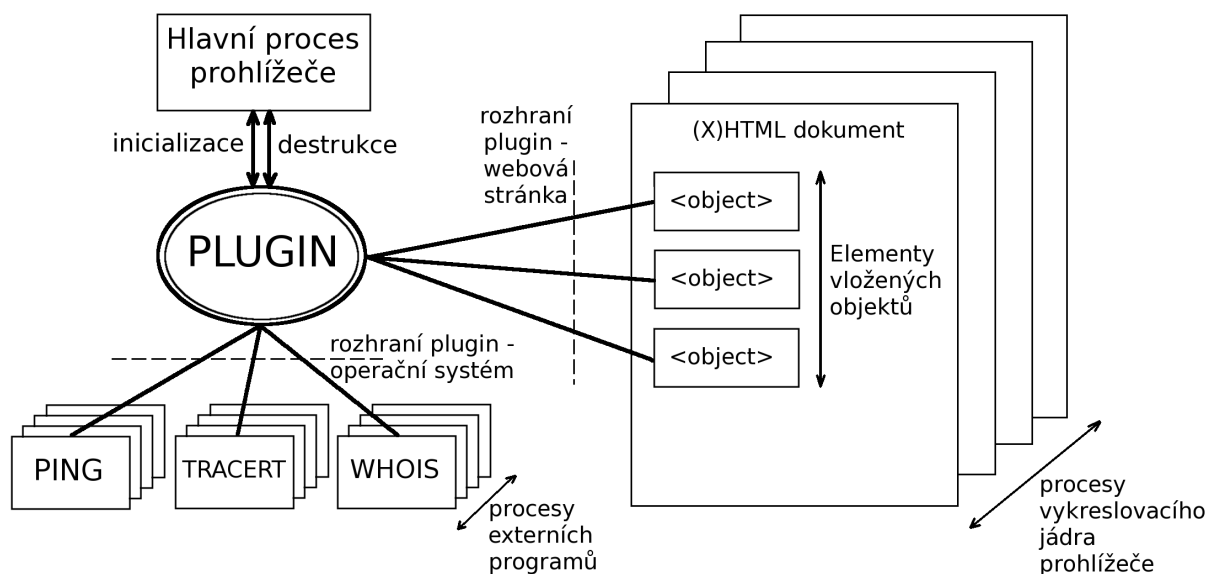 Hlavní proces
prohlížeče
inicializace
destrukce
PLUGIN
rozhraní
plugin -
webová
stránka
(X)HTML dokument
<object>
<object>
<object>
Elementy
vložených
objektů
rozhraní plugin -
operační systém
PING
TRACERT
WHOIS
procesy
externích
programů
procesy
vykreslovacího
jádra
prohlížeče